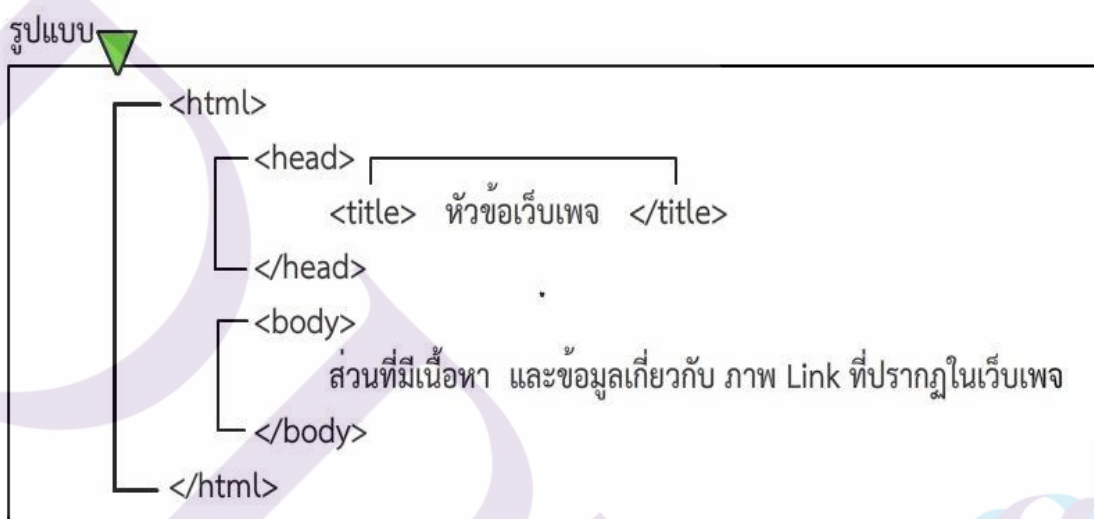 รูปแบบ
<html>
<head>
<title> หัวข้อเว็บเพจ </title>
</head>
<body>
ส่วนที่มีเนื้อหา และข้อมูลเกี่ยวกับ ภาพ Link ที่ปรากฏในเว็บเพจ
</body>
</html>